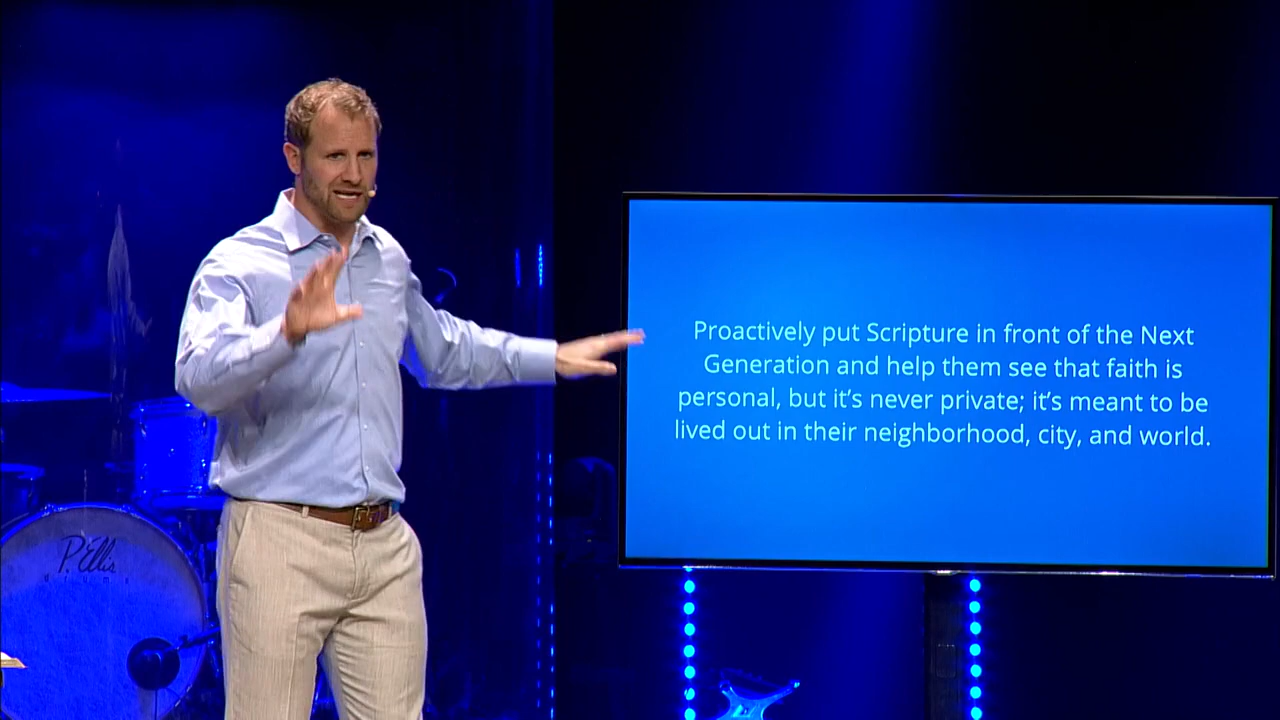 Proactively put Scripture in front of the Next
Generation and help them see that faith is
personal, but it's never private; it's meant to be
lived out in their neighborhood, city, and world.
P. Ellis
drums